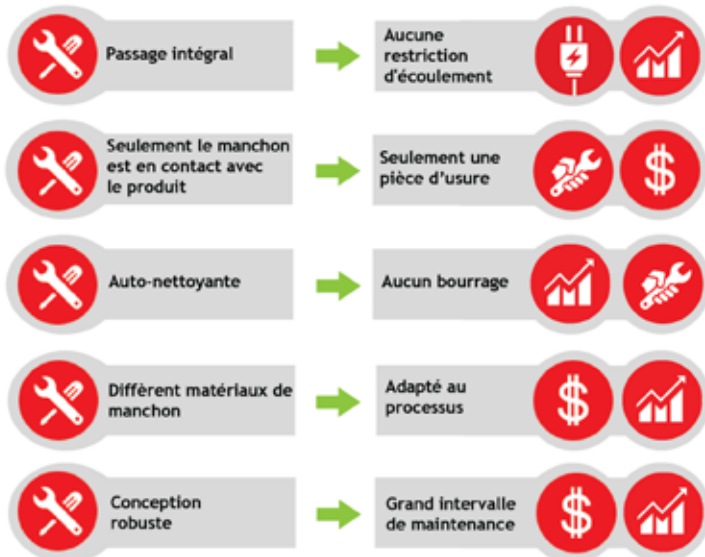 Passage intégral
Aucune
restriction
d'écoulement
Seulement le manchon
est en contact avec
le produit
Seulement une
pièce d'usure
Auto-nettoyante
Aucun bourrage
Diffèrent matériaux de
manchon
Adapté au
processus
Conception
robuste
Grand intervalle
de maintenance